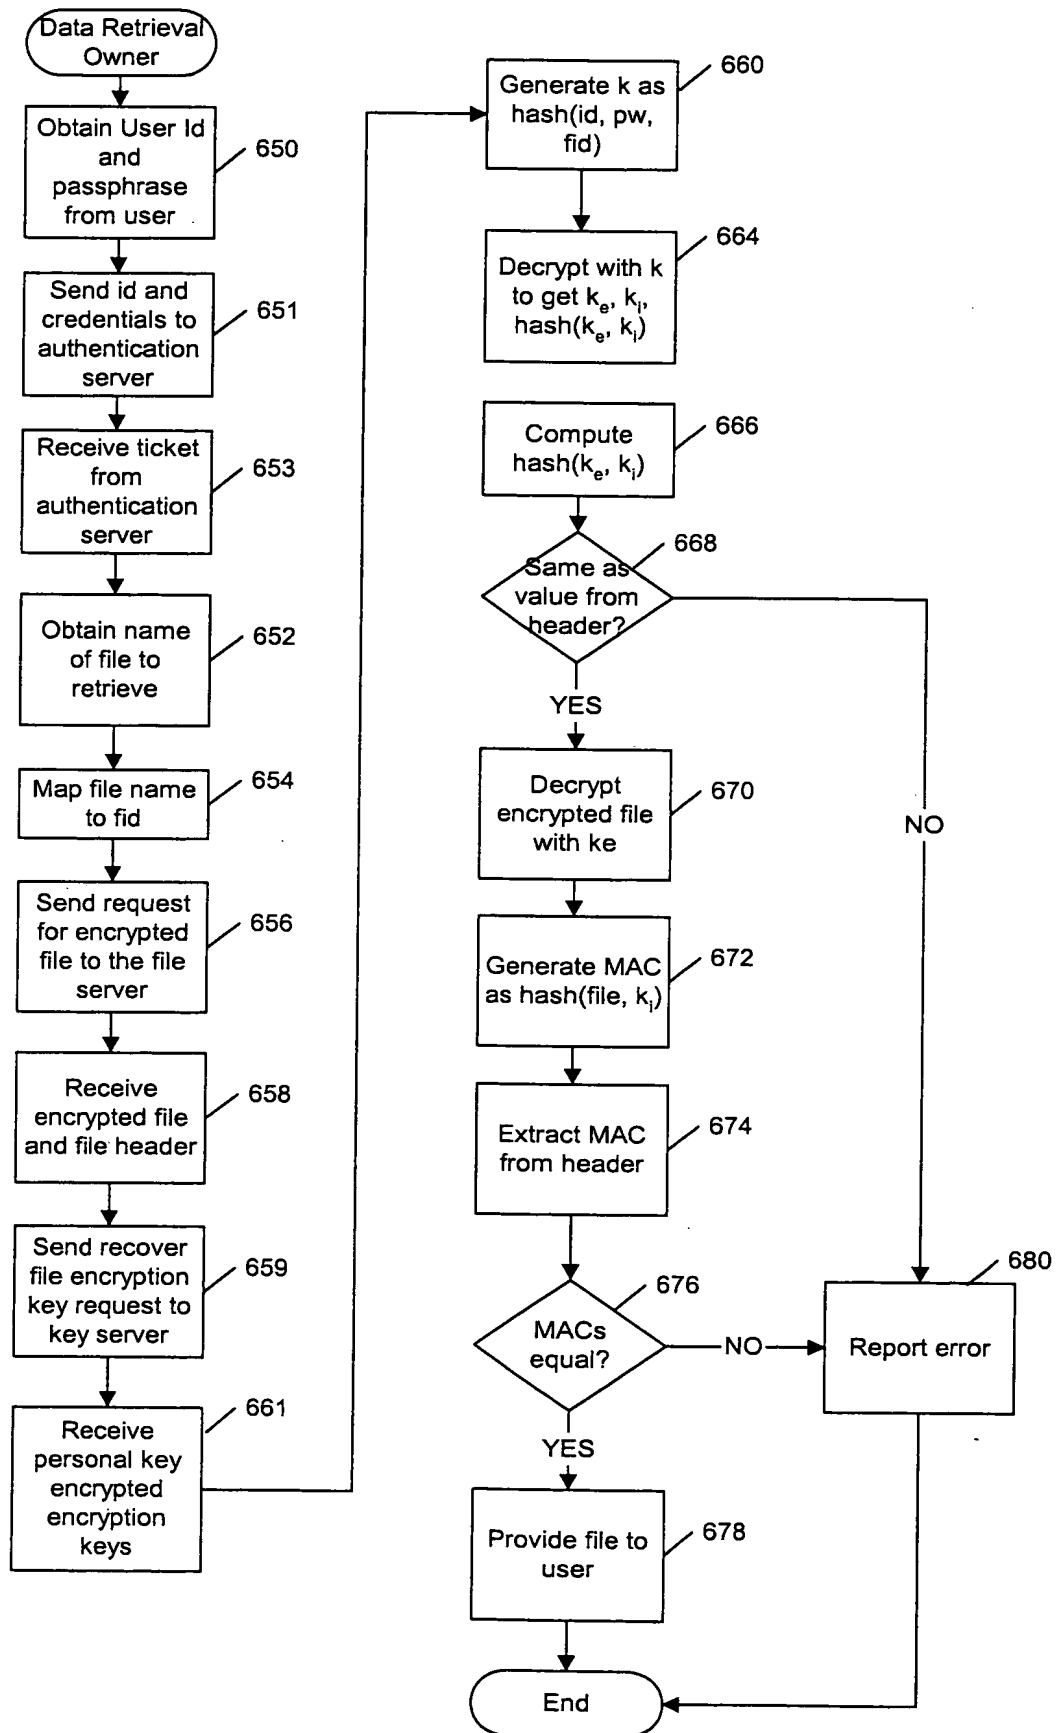 Data Retrieval
Owner
Obtain User Id
and
passphrase
from user
650
Send id and
credentials to
authentication
server
651
Receive ticket
from
authentication
server
653
Obtain name
of file to
retrieve
652
Map file name
to fid
654
Send request
for encrypted
file to the file
server
656
Receive
encrypted file
and file header
658
Send recover
file encryption
key request to
key server
659
Receive
personal key
encrypted
encryption
keys
661
Generate k as
hash(id, pw,
fid)
660
Decrypt with k
to get kₑ, kᵢ,
hash(kₑ, kᵢ)
664
Compute
hash(kₑ, kᵢ)
666
Same as
value from
header?
668
YES
NO
Decrypt
encrypted file
with ke
670
Generate MAC
as hash(file, kᵢ)
672
Extract MAC
from header
674
MACs
equal?
676
NO
YES
Report error
680
Provide file to
user
678
End